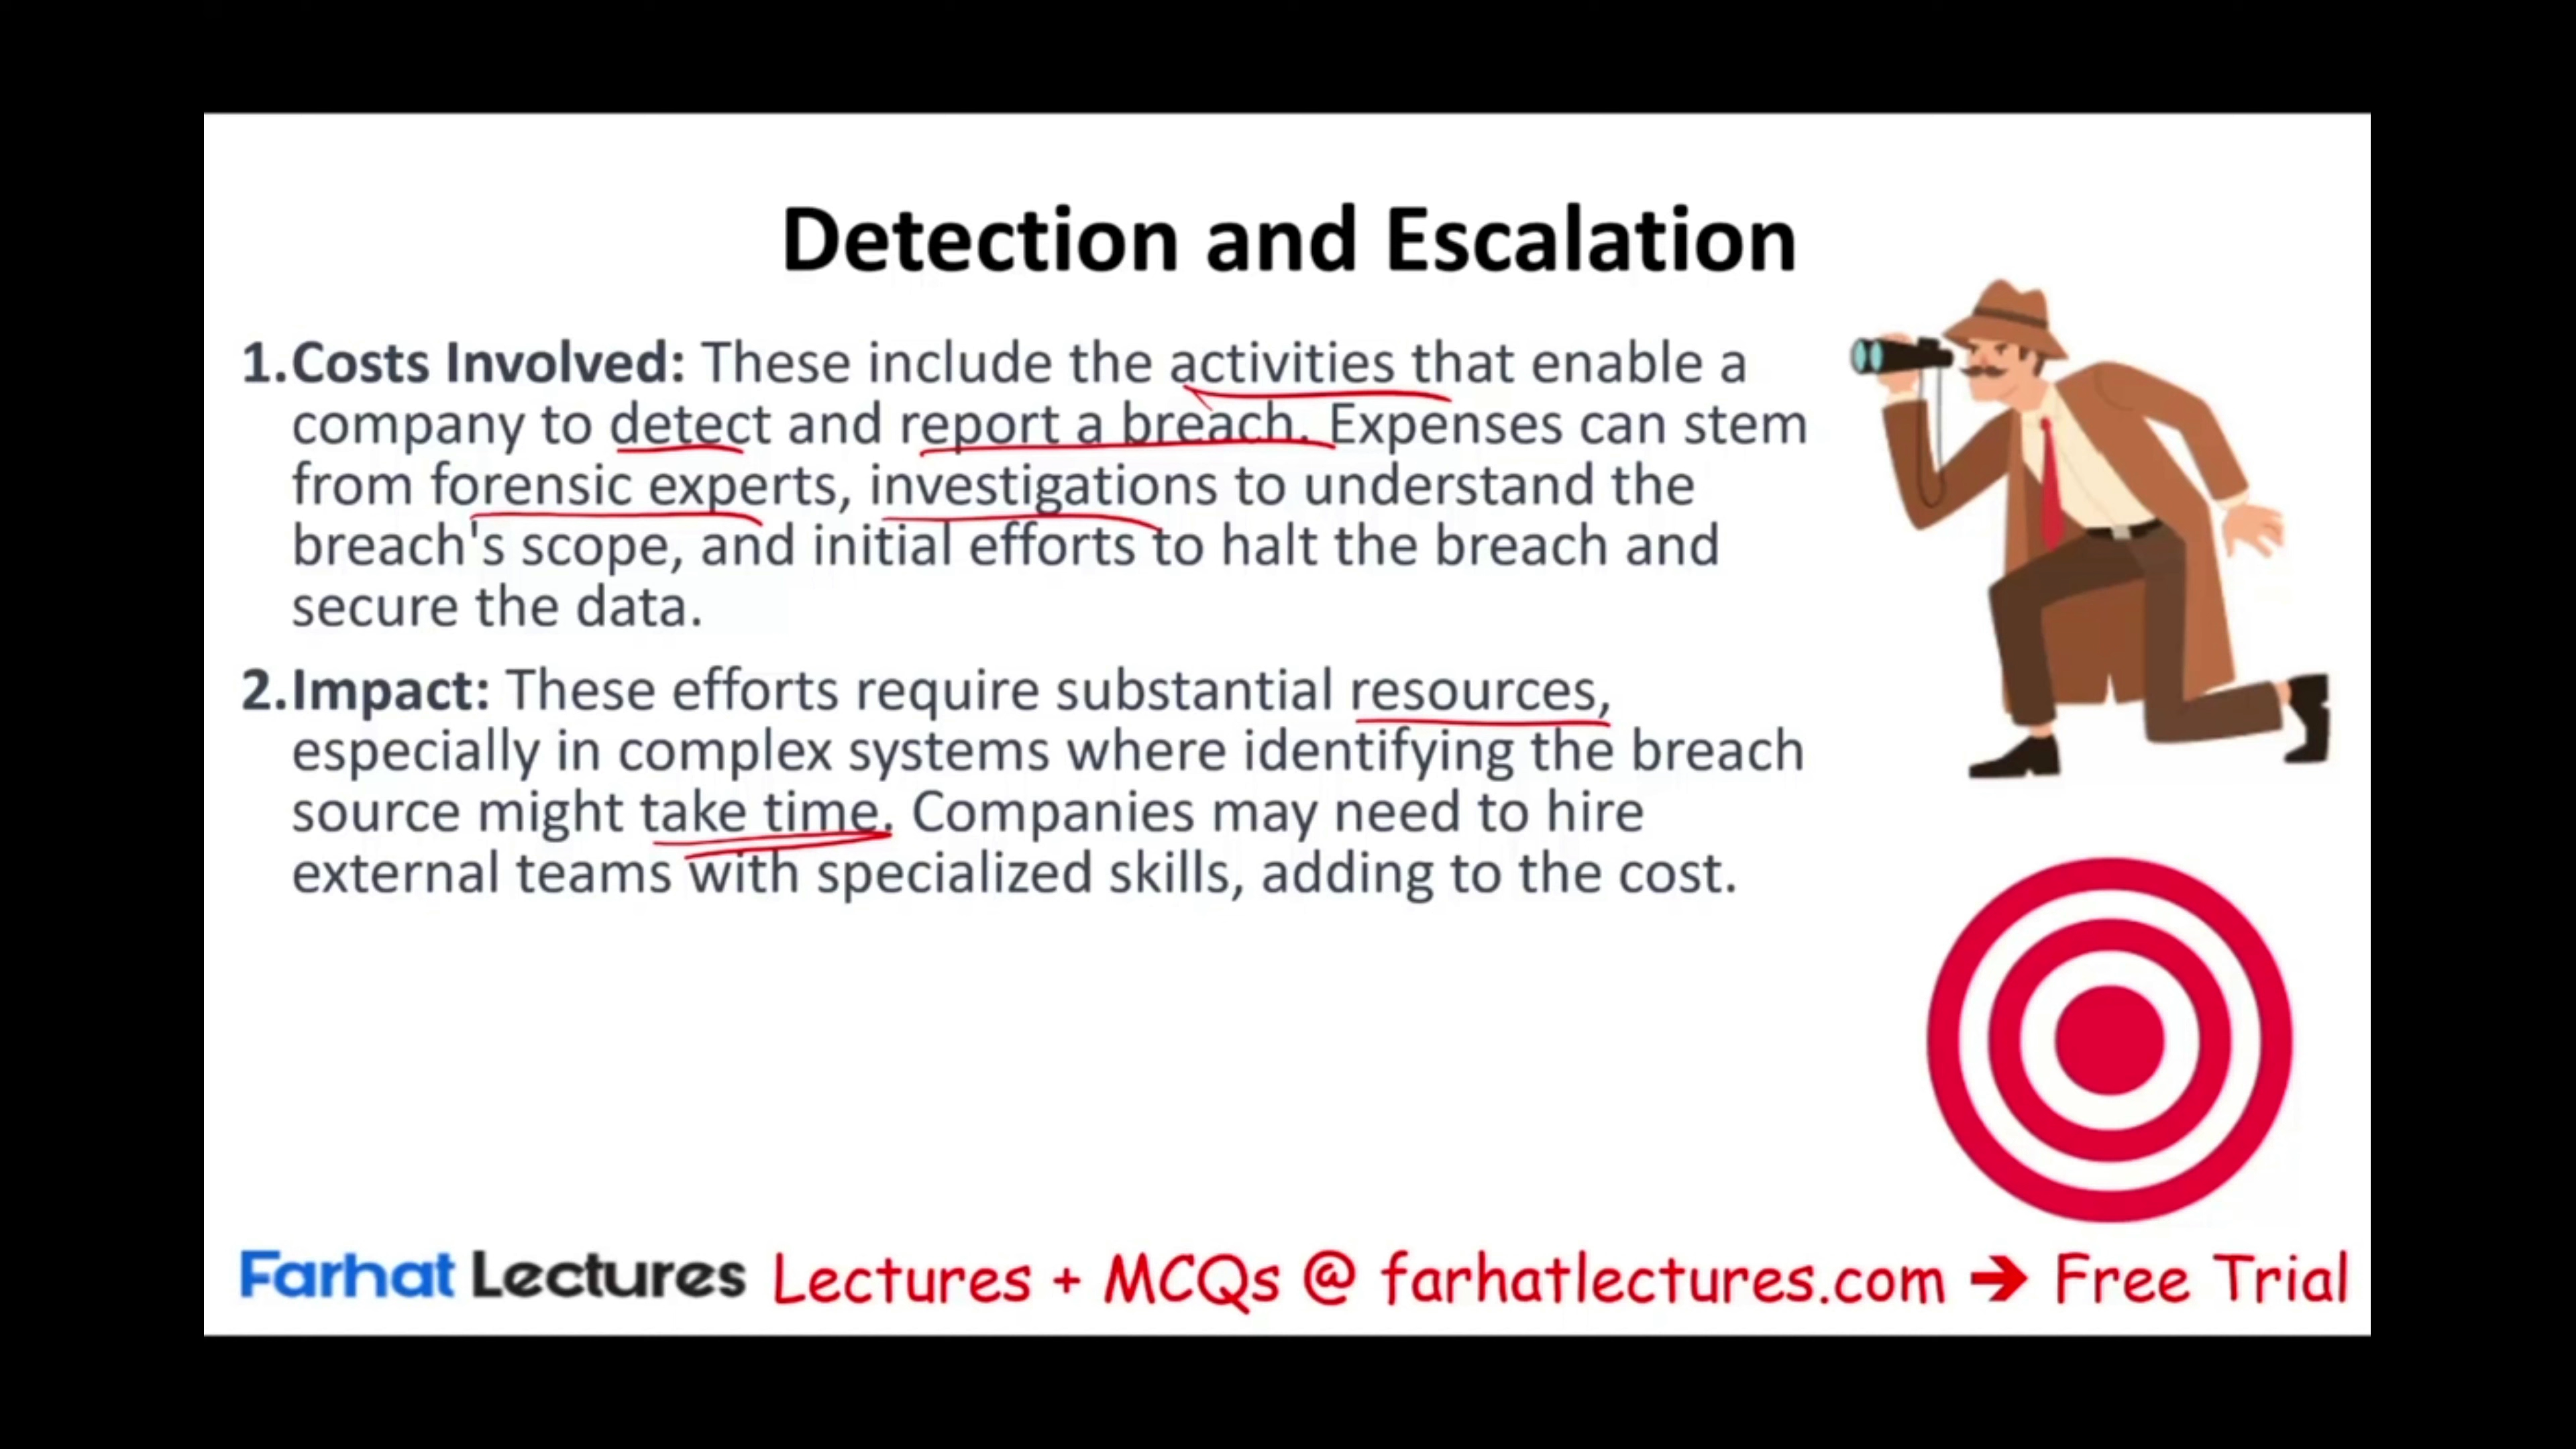 Detection and Escalation
1.Costs Involved: These include the activities that enable a
company to detect and report a breach. Expenses can stem
from forensic experts, investigations to understand the
breach's scope, and initial efforts to halt the breach and
secure the data.
2.Impact: These efforts require substantial resources,
especially in complex systems where identifying the breach
source might take time. Companies may need to hire
external teams with specialized skills, adding to the cost.
Farhat Lectures Lectures + MCQs @ farhatlectures.com ➔ Free Trial